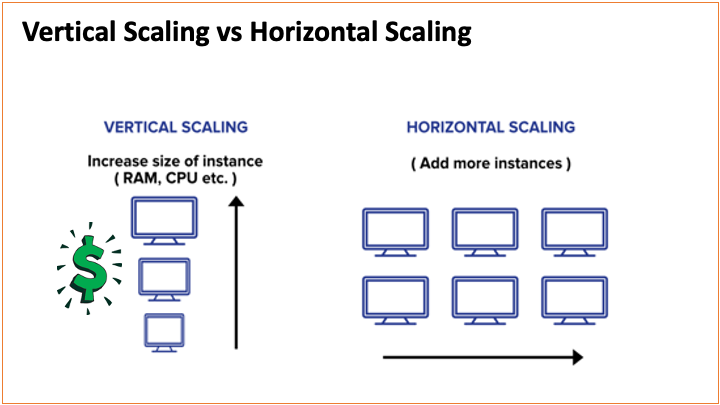 Vertical Scaling vs Horizontal Scaling
VERTICAL SCALING
Increase size of instance
( RAM, CPU etc. )
$
HORIZONTAL SCALING
( Add more instances )